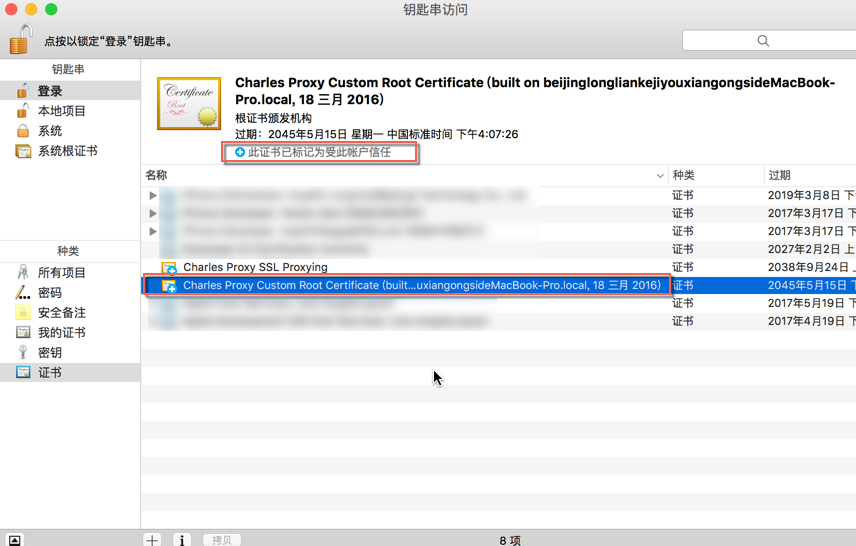 钥匙串访问
点按以锁定“登录”钥匙串。
钥匙串
登录
本地项目
系统
系统根证书
种类
所有项目
密码
安全备注
我的证书
密钥
证书
Certificate
Root
Charles Proxy Custom Root Certificate (built on beijinglongliankejiyouxiangongsideMacBook-
Pro.local, 18 三月 2016)
根证书颁发机构
过期: 2045年5月15日 星期一 中国标准时间 下午4:07:26
此证书已标记为受此帐户信任
名称 种类 过期
证书 2019年3月8日 下
证书 2017年3月17日 下
证书 2017年3月17日 下
证书 2027年2月2日 上
Charles Proxy SSL Proxying 证书 2038年9月24日 上
Charles Proxy Custom Root Certificate (built...uxiangongsideMacBook-Pro.local, 18 三月 2016) 证书 2045年5月15日 下
证书 2017年5月19日 下
证书 2017年4月19日 下
拷贝
8 项